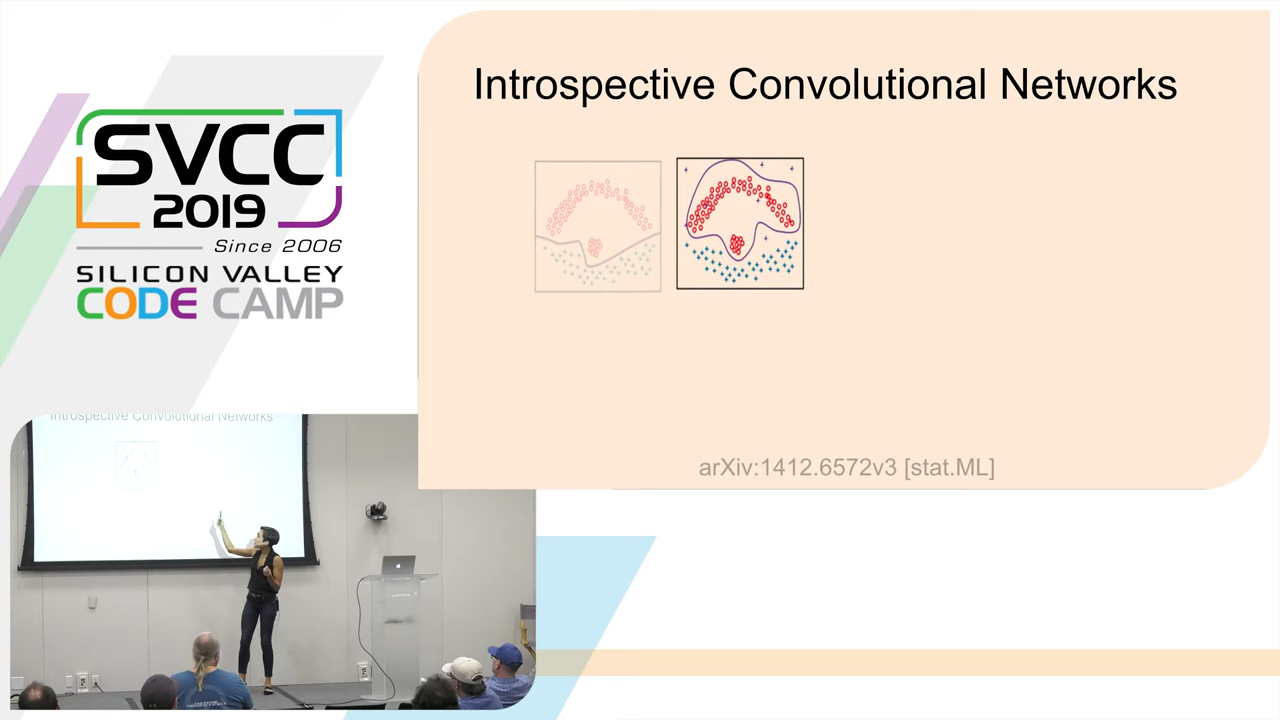 SVCC
2019
Since 2006
SILICON VALLEY
CODE CAMP
Introspective Convolutional Networks
arXiv:1412.6572v3 [stat.ML]
Introspective Convolutional Networks